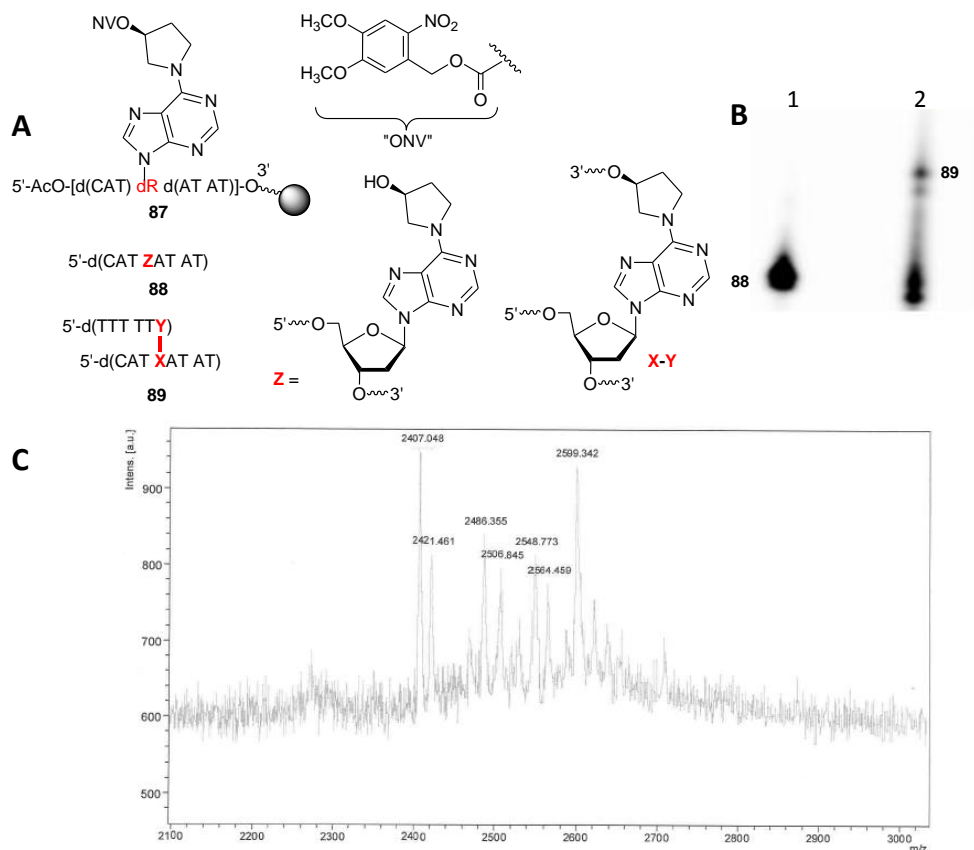 A
NVO
N
N
N
N
N
N
5'-AcO-[d(CAT) dR d(AT AT)]-O
3'
87
H₃CO
NO₂
H₃CO
O
O
"ONV"
B
1
2
89
88
5'-d(CAT ZAT AT)
88
5'-d(TTT TTY)
5'-d(CAT XAT AT)
89
HO
N
N
N
N
N
5'
O
O
O
3'
Z =
3'
O
N
N
N
N
N
5'
O
O
O
3'
X-Y
C
Intens. [a.u.]
900
800
700
600
500
2407.048
2421.461
2486.355
2506.845
2548.773
2564.459
2599.342
2100
2200
2300
2400
2500
2600
2700
2800
2900
3000
m/z